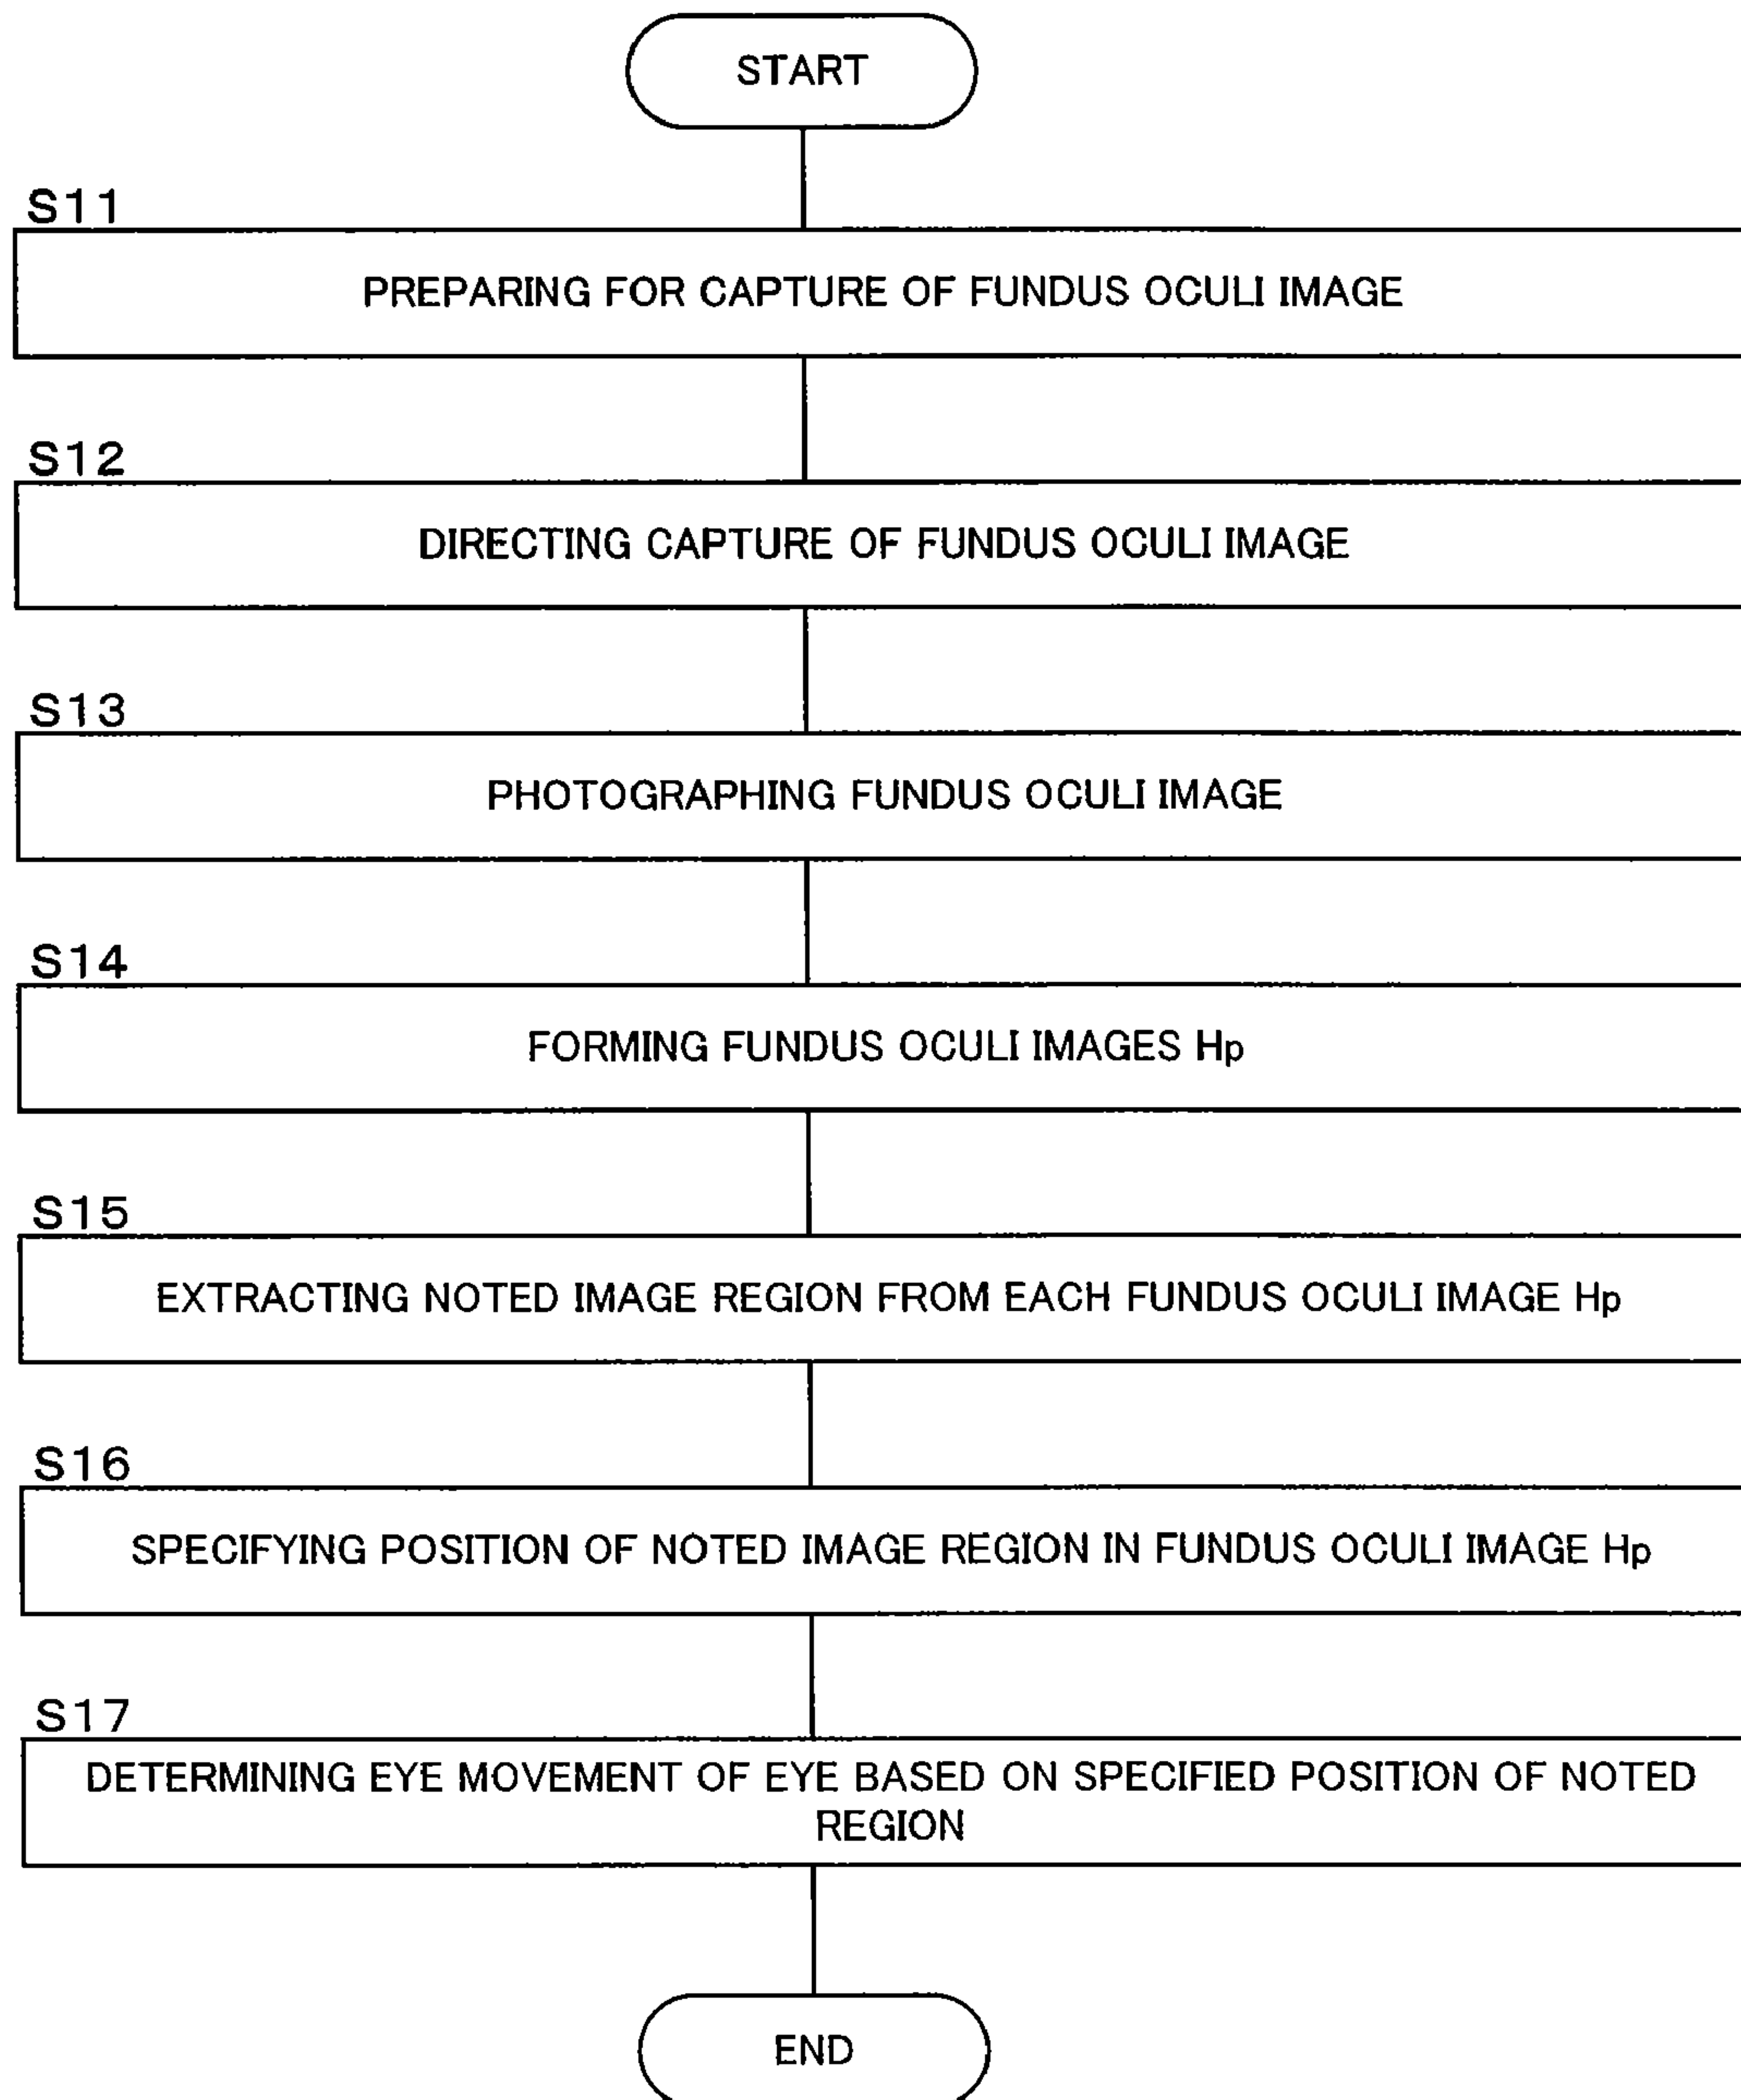 START
S11
PREPARING FOR CAPTURE OF FUNDUS OCULI IMAGE
S12
DIRECTING CAPTURE OF FUNDUS OCULI IMAGE
S13
PHOTOGRAPHING FUNDUS OCULI IMAGE
S14
FORMING FUNDUS OCULI IMAGES Hp
S15
EXTRACTING NOTED IMAGE REGION FROM EACH FUNDUS OCULI IMAGE Hp
S16
SPECIFYING POSITION OF NOTED IMAGE REGION IN FUNDUS OCULI IMAGE Hp
S17
DETERMINING EYE MOVEMENT OF EYE BASED ON SPECIFIED POSITION OF NOTED
REGION
END